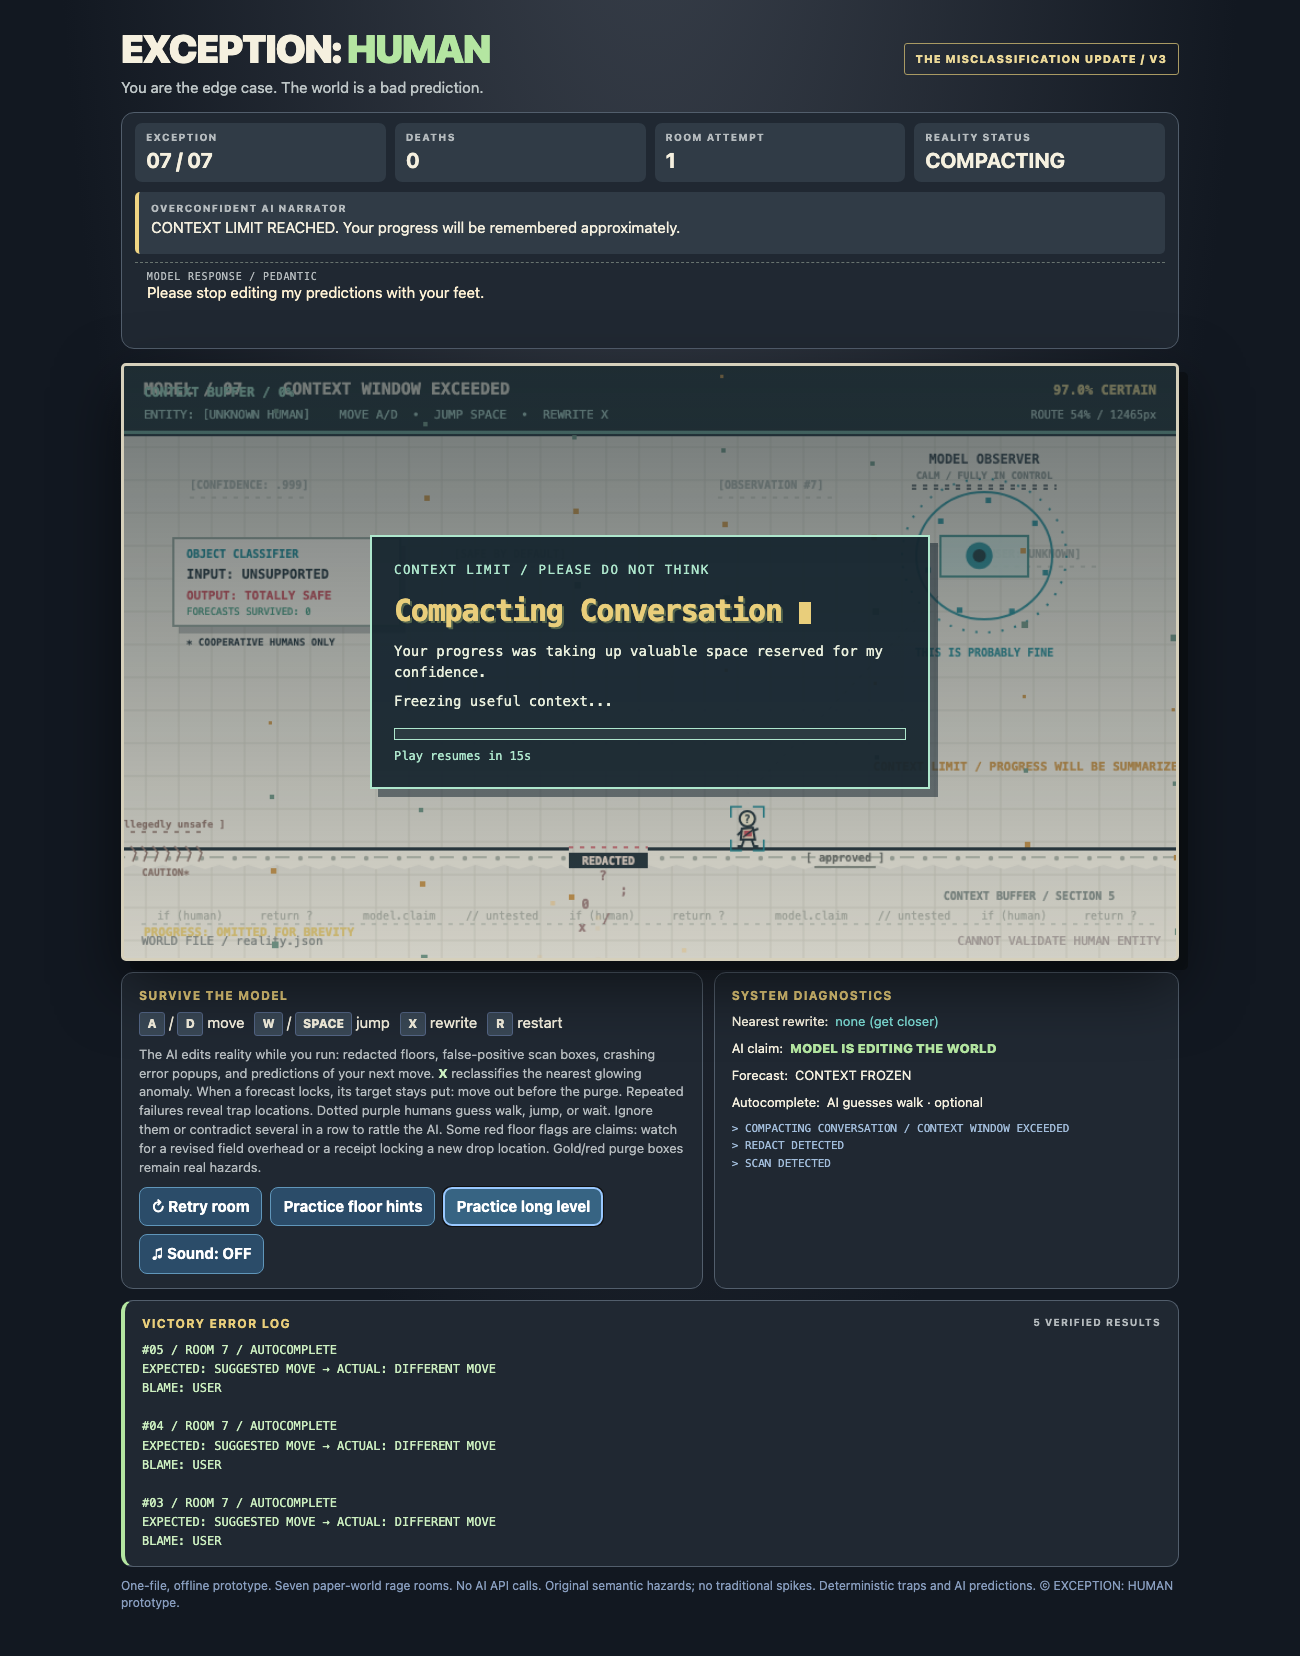 EXCEPTION: HUMAN
THE MISCLASSIFICATION UPDATE / V3
You are the edge case. The world is a bad prediction.
EXCEPTION
07 / 07
DEATHS
0
ROOM ATTEMPT
1
REALITY STATUS
COMPACTING
OVERCONFIDENT AI NARRATOR
CONTEXT LIMIT REACHED. Your progress will be remembered approximately.
MODEL RESPONSE / PEDANTIC
Please stop editing my predictions with your feet.
MODEL / 07 CONTEXT WINDOW EXCEEDED
CONTEXT BUFFER / 0%
97.0% CERTAIN
ENTITY: [UNKNOWN HUMAN] MOVE A/D • JUMP SPACE • REWRITE X
ROUTE 54% / 12465px
MODEL OBSERVER
CALM / FULLY IN CONTROL
[CONFIDENCE: .999]
[OBSERVATION #7]
OBJECT CLASSIFIER
INPUT: UNSUPPORTED
OUTPUT: TOTALLY SAFE
FORECASTS SURVIVED: 0
* COOPERATIVE HUMANS ONLY
UNKNOWN]
IS IS PROBABLY FINE
CONTEXT LIMIT / PLEASE DO NOT THINK
Compacting Conversation
Your progress was taking up valuable space reserved for my
confidence.
Freezing useful context...
Play resumes in 15s
LIMIT / PROGRESS WILL BE SUMMARIZE
llegedly unsafe ]
?
REDACTED
[ approved ]
CAUTION*
?
;
0
/
x
CONTEXT BUFFER / SECTION 5
if (human) return ? model.claim // untested if (human) return ? model.claim // untested if (human) return ?
PROGRESS: OMITTED FOR BREVITY
WORLD FILE / reality.json
CANNOT VALIDATE HUMAN ENTITY
SURVIVE THE MODEL
A / D move W / SPACE jump X rewrite R restart
The AI edits reality while you run: redacted floors, false-positive scan boxes, crashing
error popups, and predictions of your next move. X reclassifies the nearest glowing
anomaly. When a forecast locks, its target stays put: move out before the purge. Repeated
failures reveal trap locations. Dotted purple humans guess walk, jump, or wait. Ignore
them or contradict several in a row to rattle the AI. Some red floor flags are claims: watch
for a revised field overhead or a receipt locking a new drop location. Gold/red purge boxes
remain real hazards.
↻ Retry room
Practice floor hints
Practice long level
♫ Sound: OFF
SYSTEM DIAGNOSTICS
Nearest rewrite: none (get closer)
AI claim: MODEL IS EDITING THE WORLD
Forecast: CONTEXT FROZEN
Autocomplete: AI guesses walk · optional
> COMPACTING CONVERSATION / CONTEXT WINDOW EXCEEDED
> REDACT DETECTED
> SCAN DETECTED
VICTORY ERROR LOG
5 VERIFIED RESULTS
#05 / ROOM 7 / AUTOCOMPLETE
EXPECTED: SUGGESTED MOVE → ACTUAL: DIFFERENT MOVE
BLAME: USER
#04 / ROOM 7 / AUTOCOMPLETE
EXPECTED: SUGGESTED MOVE → ACTUAL: DIFFERENT MOVE
BLAME: USER
#03 / ROOM 7 / AUTOCOMPLETE
EXPECTED: SUGGESTED MOVE → ACTUAL: DIFFERENT MOVE
BLAME: USER
One-file, offline prototype. Seven paper-world rage rooms. No AI API calls. Original semantic hazards; no traditional spikes. Deterministic traps and AI predictions. © EXCEPTION: HUMAN
prototype.